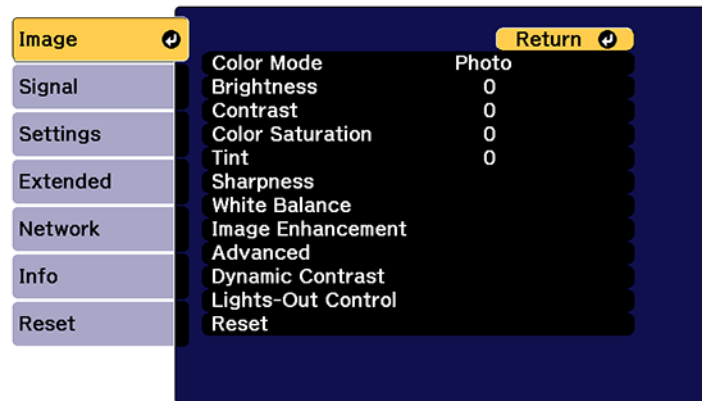 Image
Signal
Settings
Extended
Network
Info
Reset
Return
Color Mode Photo
Brightness 0
Contrast 0
Color Saturation 0
Tint 0
Sharpness
White Balance
Image Enhancement
Advanced
Dynamic Contrast
Lights-Out Control
Reset